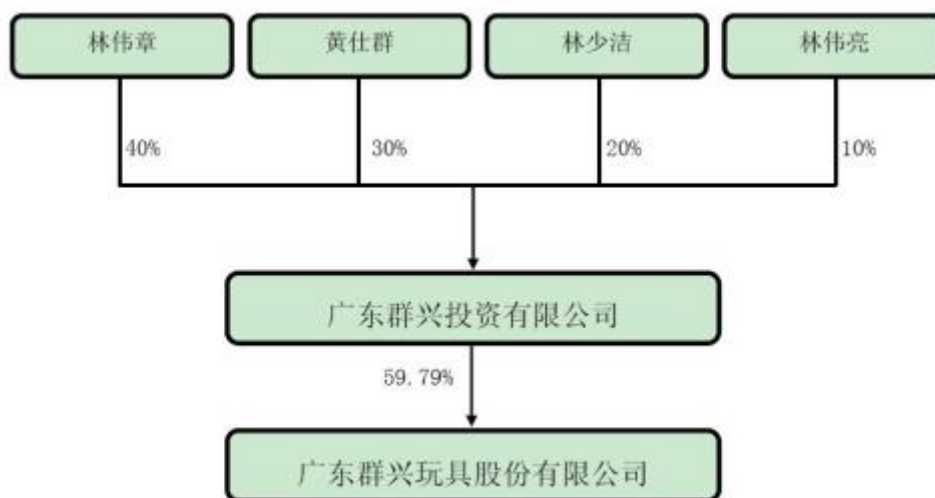 林伟章
黄仕群
林少洁
林伟亮
40%
30%
20%
10%
广东群兴投资有限公司
59.79%
广东群兴玩具股份有限公司